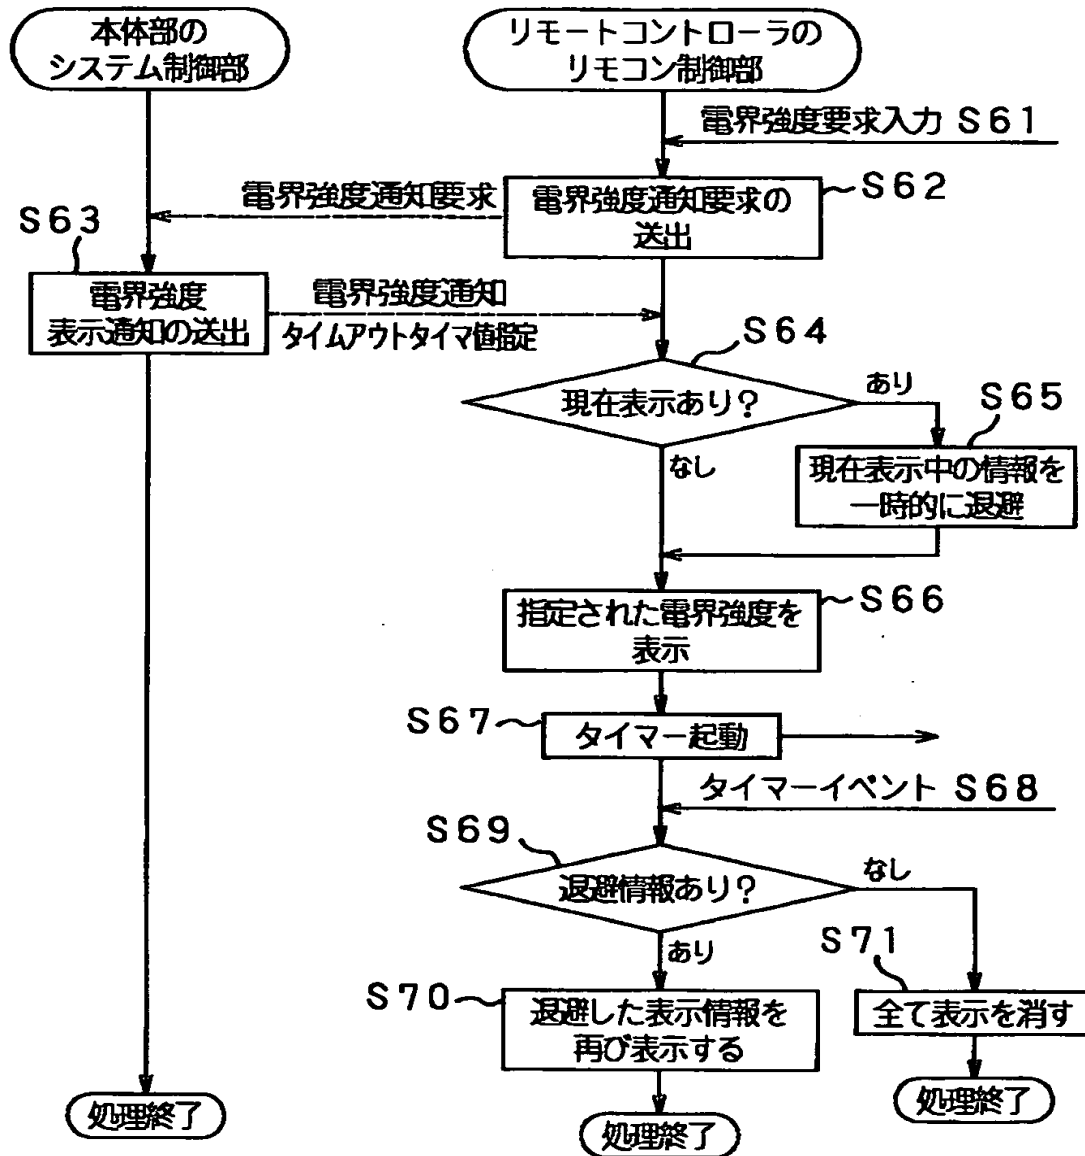 本体部の
システム制御部
リモートコントローラの
リモコン制御部
電界強度要求入力 S61
電界強度通知要求
電界強度通知要求の
送出
S62
S63
電界強度
表示通知の送出
電界強度通知
タイムアウトタイマ値指定
S64
現在表示あり?
あり
なし
S65
現在表示中の情報を
一時的に退避
指定された電界強度を
表示
S66
S67
タイマー起動
タイマーイベント S68
S69
退避情報あり?
なし
あり
S70
退避した表示情報を
再び表示する
S71
全て表示を消す
処理終了
処理終了
処理終了